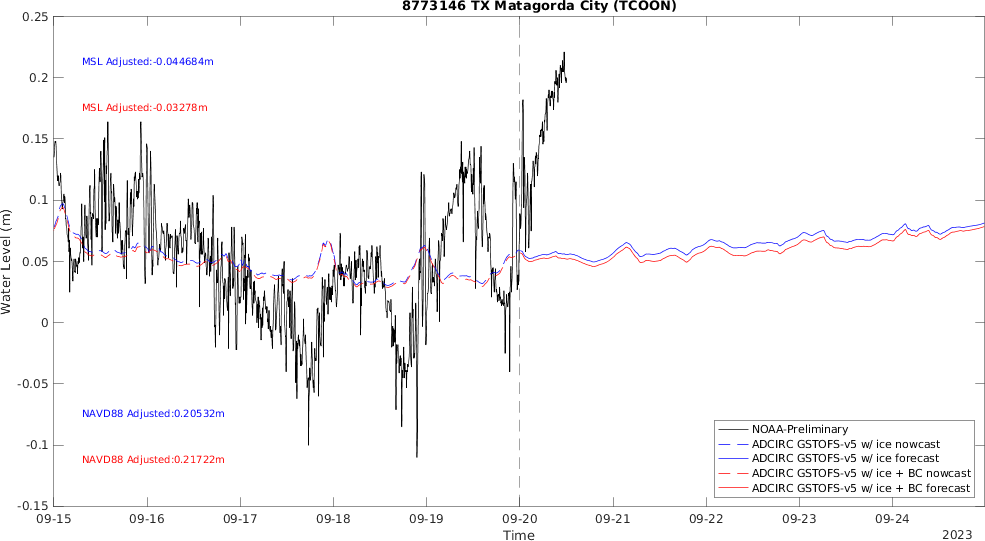 8773146 TX Matagorda City (TCOON)
0.25
0.2
0.15
0.1
0.05
0
-0.05
-0.1
-0.15
Water Level (m)
MSL Adjusted:-0.044684m
MSL Adjusted:-0.03278m
NAVD88 Adjusted:0.20532m
NAVD88 Adjusted:0.21722m
NOAA-Preliminary
ADCIRC GSTOFS-v5 w/ ice nowcast
ADCIRC GSTOFS-v5 w/ ice forecast
ADCIRC GSTOFS-v5 w/ ice + BC nowcast
ADCIRC GSTOFS-v5 w/ ice + BC forecast
09-15 09-16 09-17 09-18 09-19 09-20 09-21 09-22 09-23 09-24
Time
2023